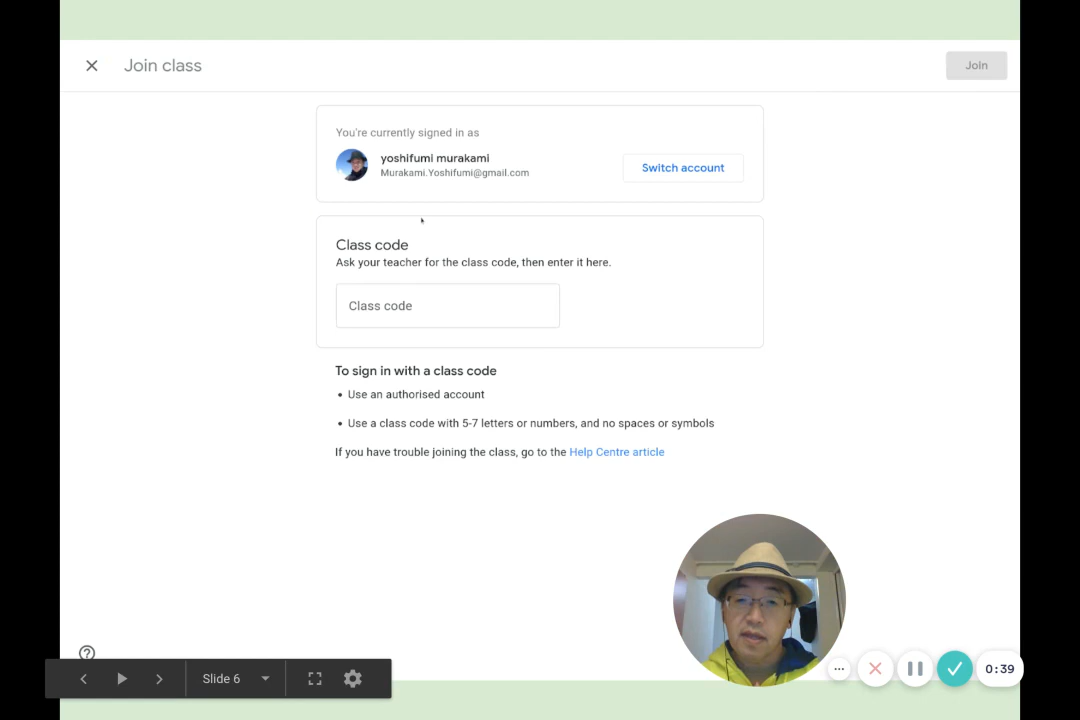 Join class
Join
You're currently signed in as
yoshifumi murakami
Murakami.Yoshifumi@gmail.com
Switch account
Class code
Ask your teacher for the class code, then enter it here.
Class code
To sign in with a class code
• Use an authorised account
• Use a class code with 5-7 letters or numbers, and no spaces or symbols
If you have trouble joining the class, go to the Help Centre article
Slide 6
0:39